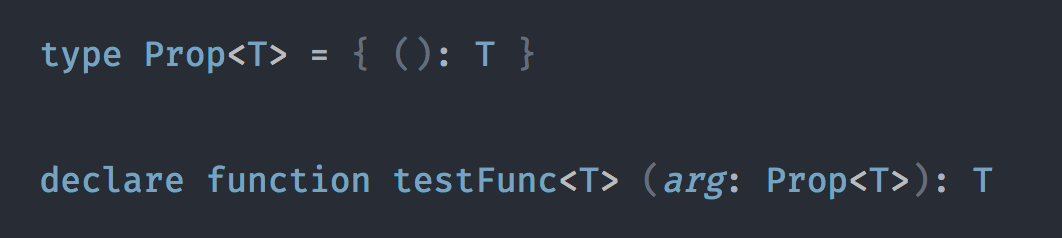 type Prop<T> = { (): T }
declare function testFunc<T> (arg: Prop<T>): T